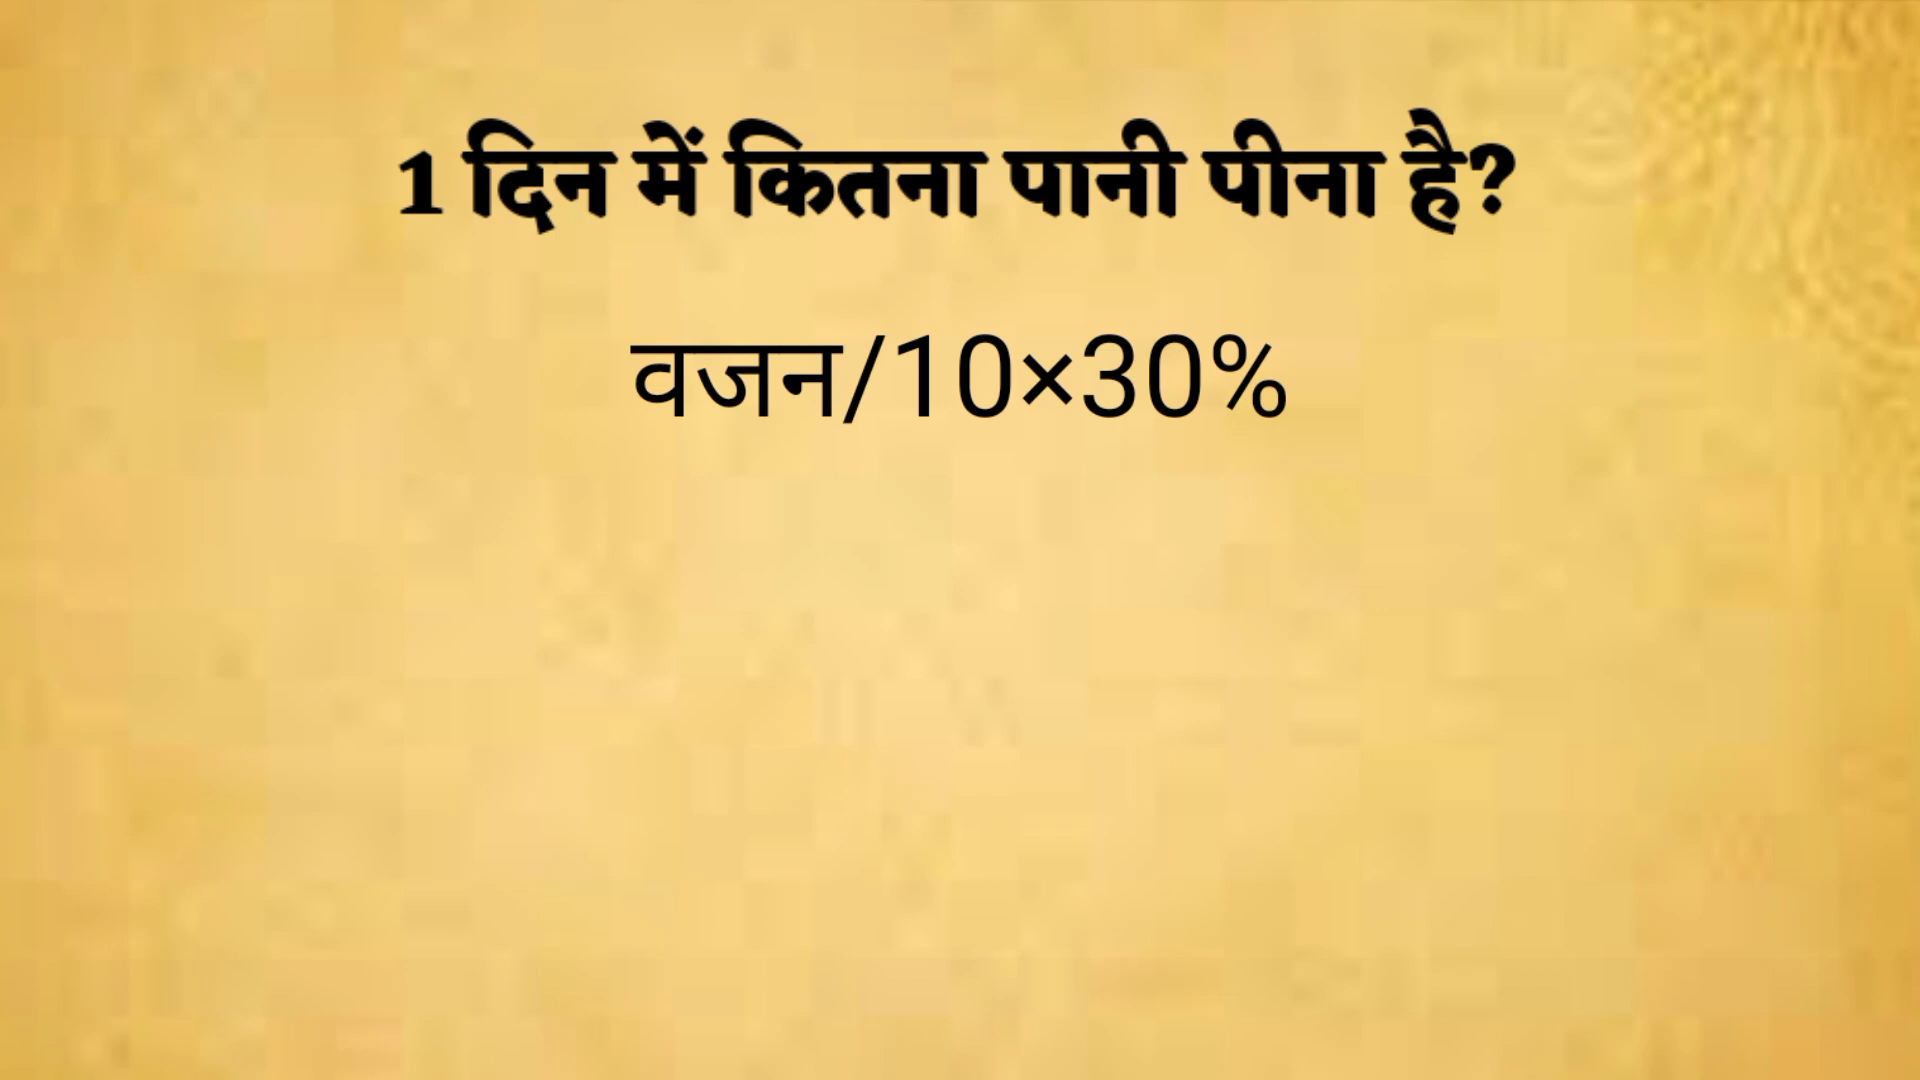 1 दिन में कितना पानी पीना है?
वजन/10×30%